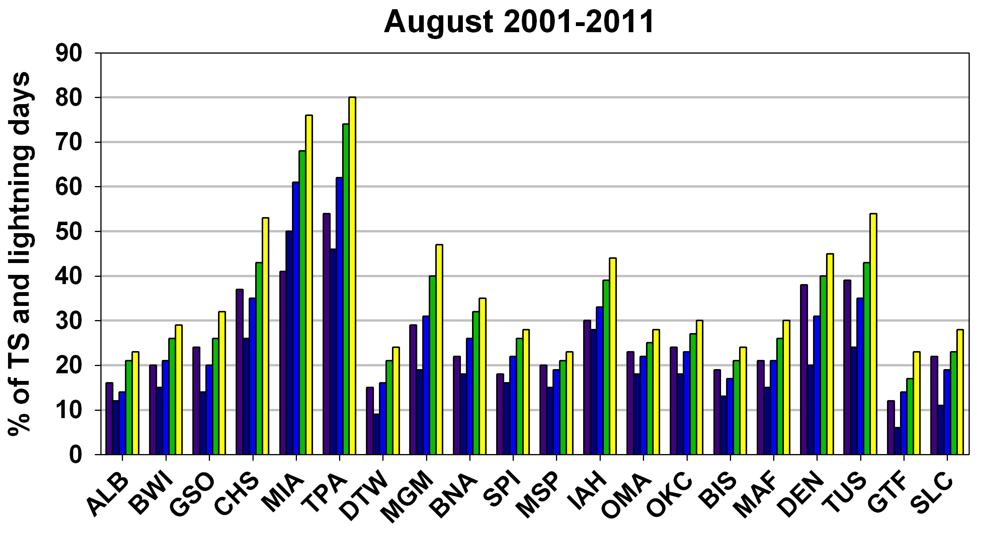 August 2001-2011
% of TS and lightning days
90
80
70
60
50
40
30
20
10
0
ALB
BWI
GSO
CHS
MIA
TPA
DTW
MGM
BNA
SPI
MSP
IAH
OMA
OKC
BIS
MAF
DEN
TUS
GTF
SLC